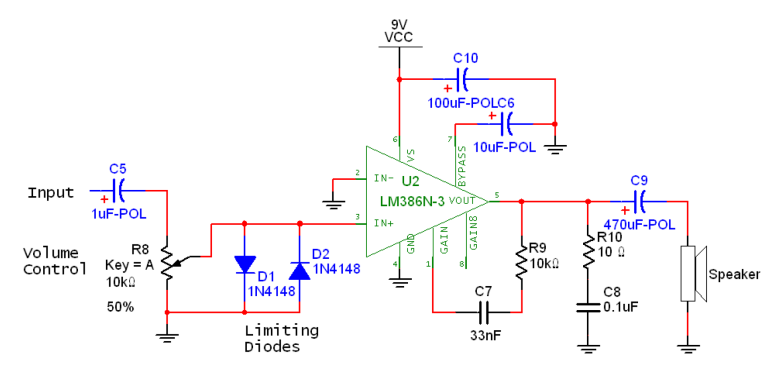 9V
VCC
C10
100uF-POL
C6
10uF-POL
6
VS
7
BYPASS
C5
Input
1uF-POL
2
IN-
U2
LM386N-3
VOUT
5
3
IN+
GND
4
GAIN
1
GAIN8
8
C9
470uF-POL
Volume
Control
R8
Key = A
10kΩ
50%
D1
1N4148
D2
1N4148
Limiting
Diodes
R9
10kΩ
C7
33nF
R10
10 Ω
C8
0.1uF
Speaker